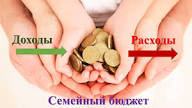 Доходы
Расходы
Семейный бюджет